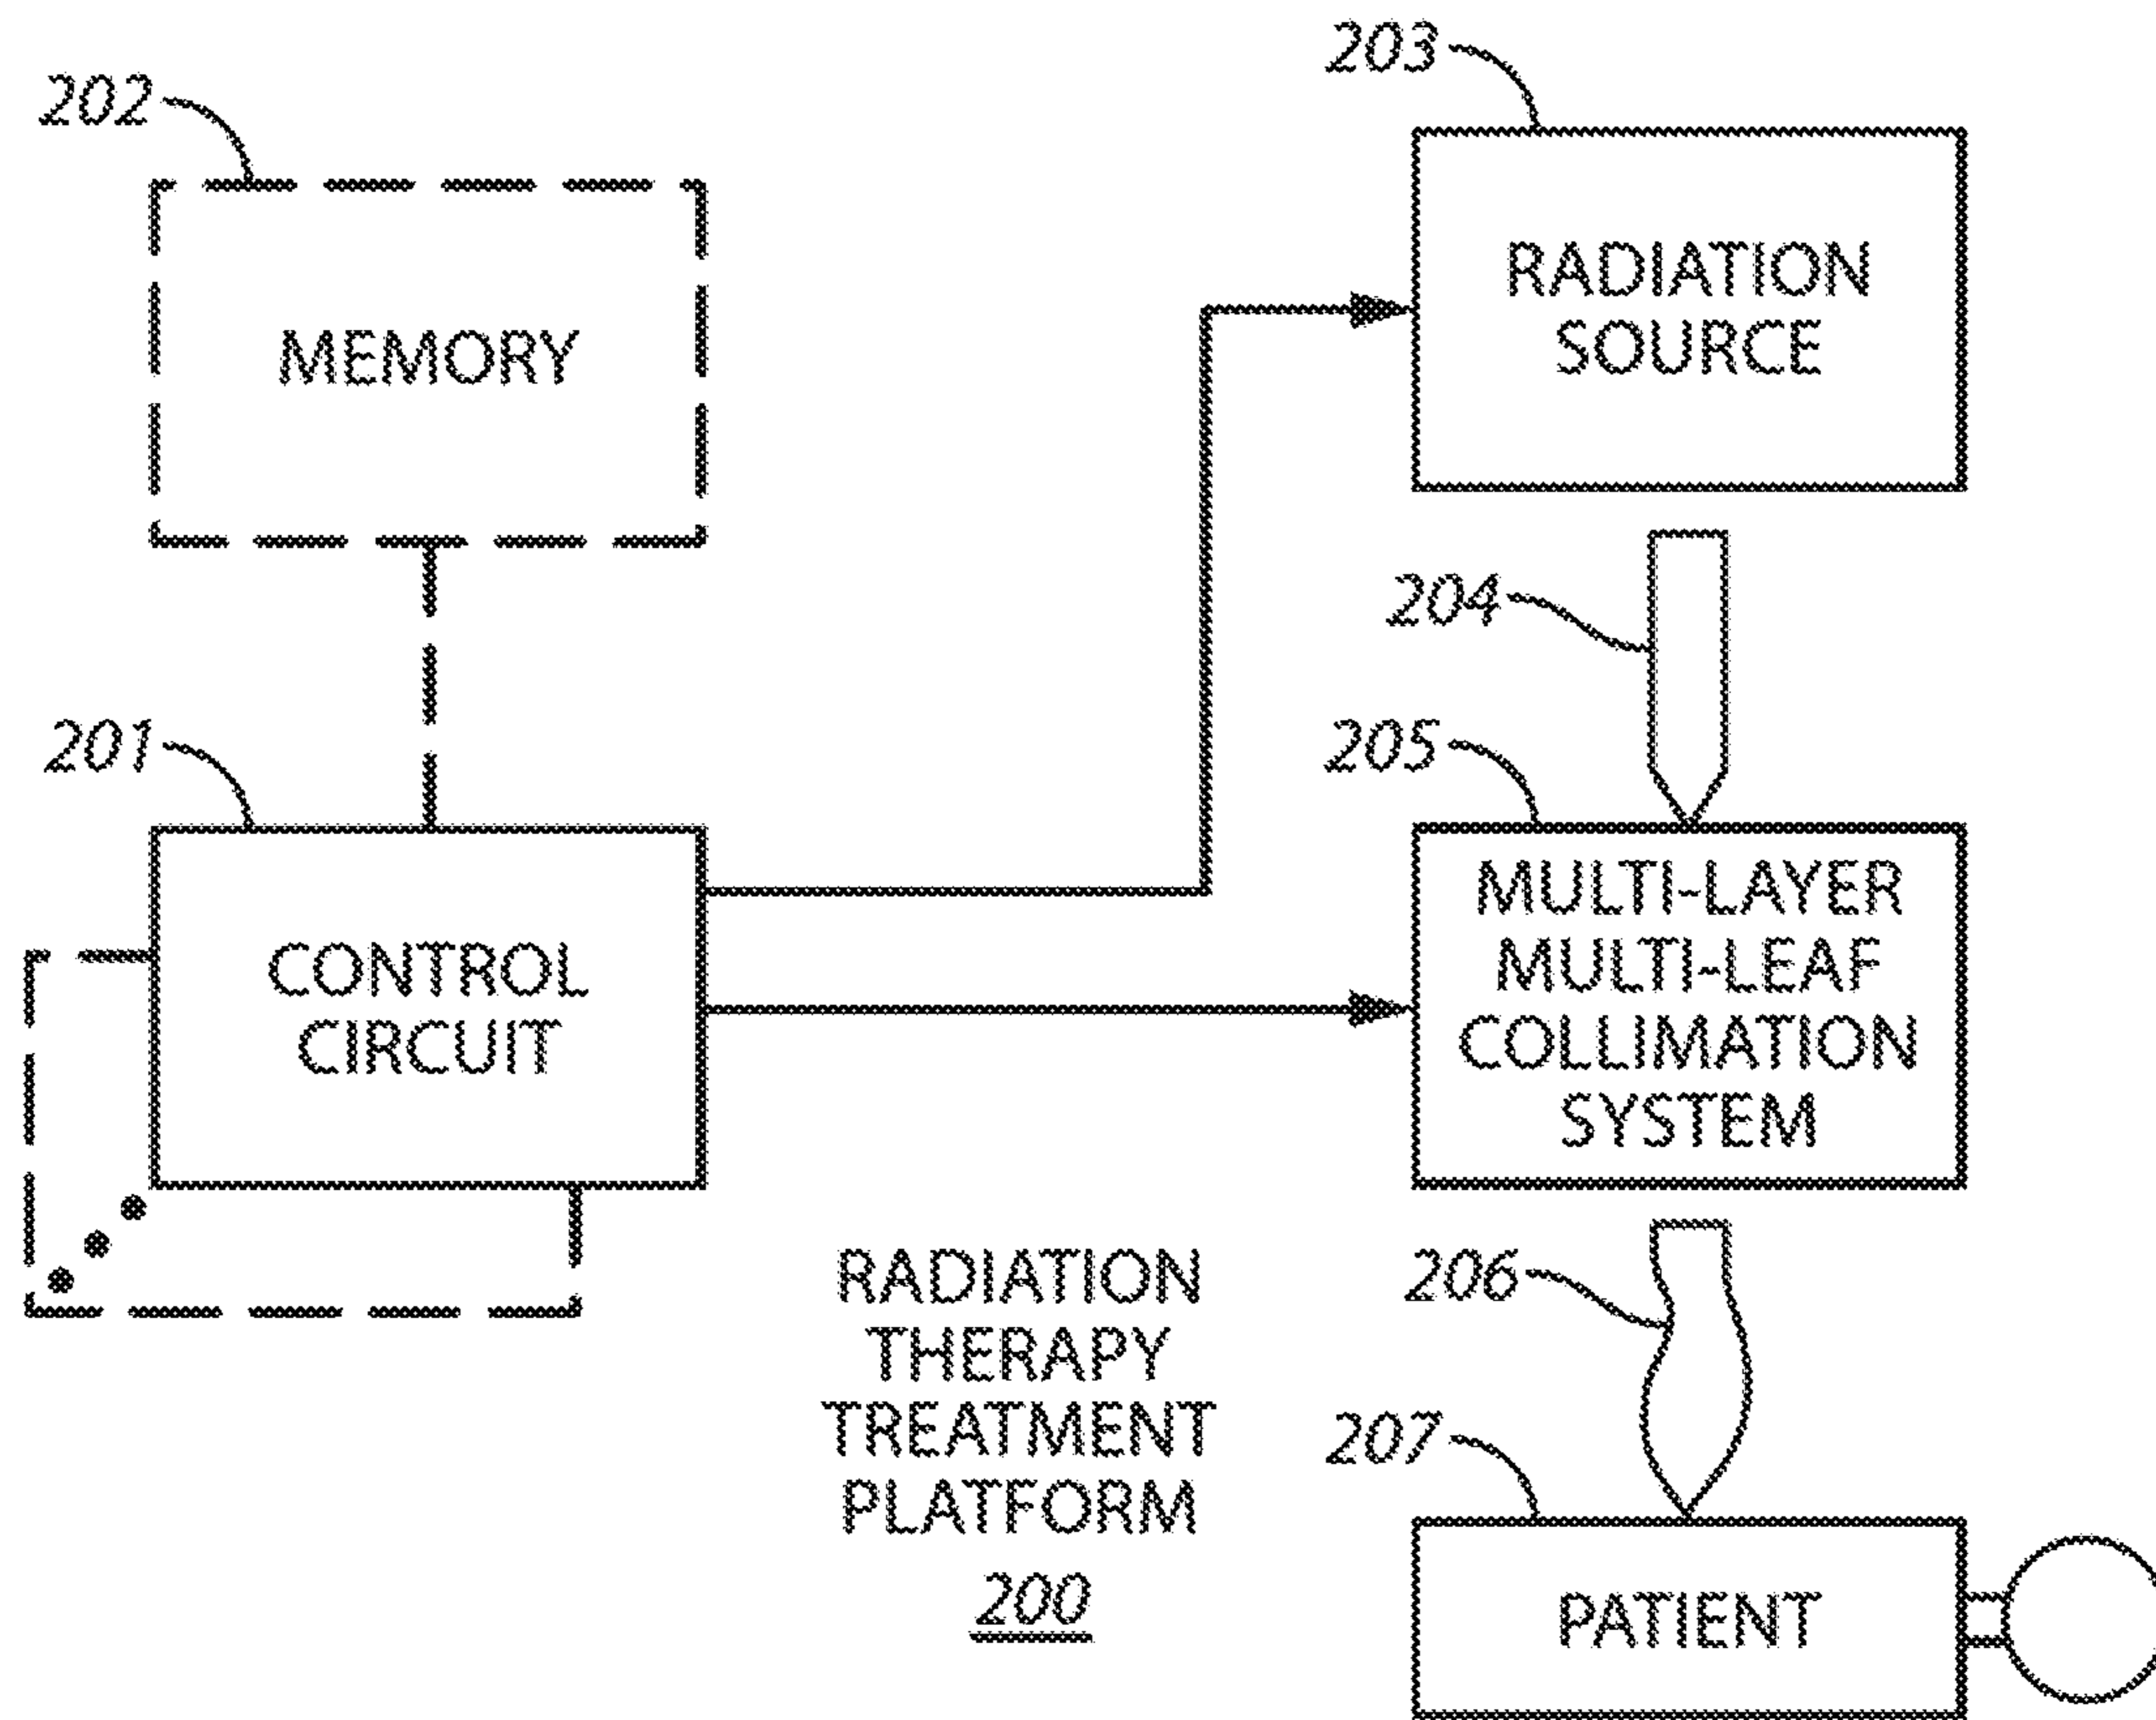 203
202
RADIATION
SOURCE
MEMORY
204
205
201
MULTI-LAYER
MULTI-LEAF
COLLIMATION
SYSTEM
CONTROL
CIRCUIT
206
RADIATION
THERAPY
TREATMENT
PLATFORM
200
207
PATIENT